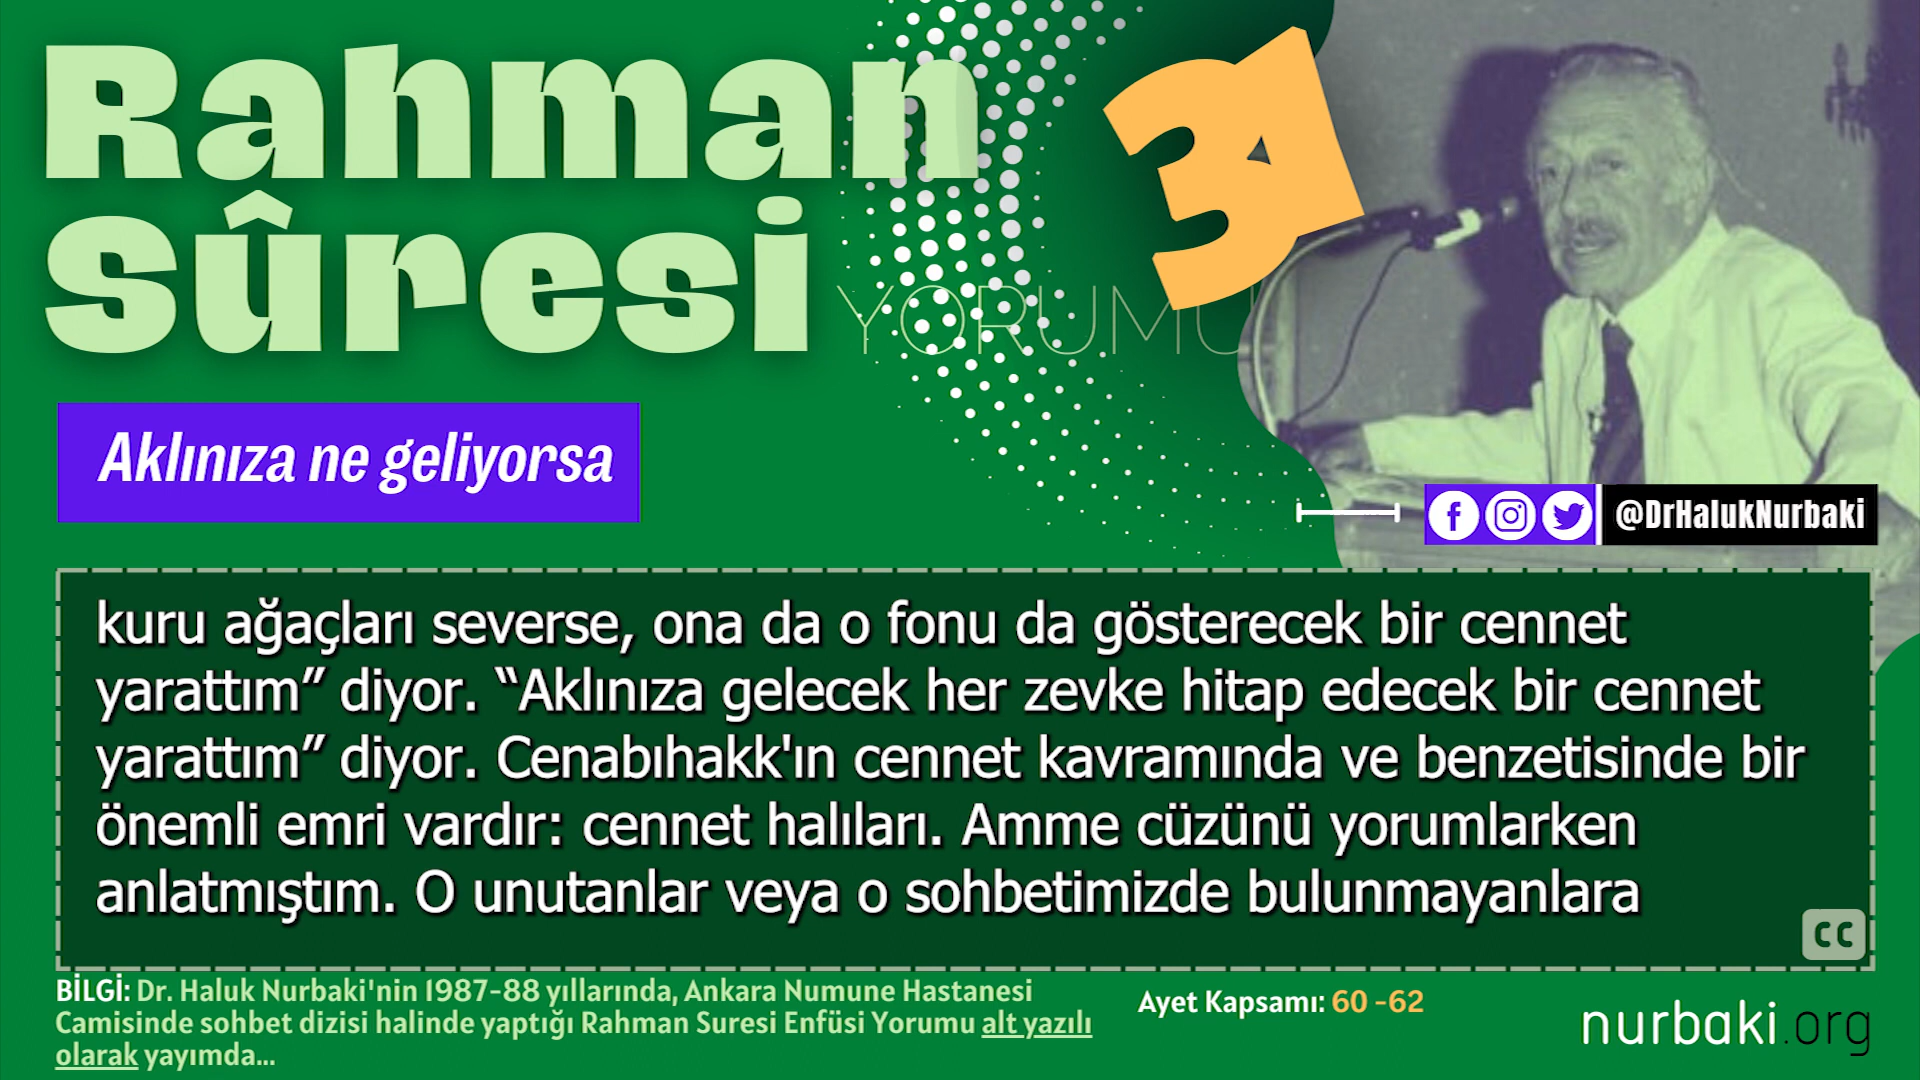 Rahman
Sûresi
34
YORUMU
Aklınıza ne geliyorsa
@DrHalukNurbaki
kuru ağaçları severse, ona da o fonu da gösterecek bir cennet
yarattım” diyor. “Aklınıza gelecek her zevke hitap edecek bir cennet
yarattım” diyor. Cenabıhakk'ın cennet kavramında ve benzetisinde bir
önemli emri vardır: cennet halıları. Amme cüzünü yorumlarken
anlatmıştım. O unutanlar veya o sohbetimizde bulunmayanlara
CC
BİLGİ: Dr. Haluk Nurbaki'nin 1987-88 yıllarında, Ankara Numune Hastanesi
Camisinde sohbet dizisi halinde yaptığı Rahman Suresi Enfüsi Yorumu alt yazılı
olarak yayımda...
Ayet Kapsamı: 60 -62
nurbaki.org